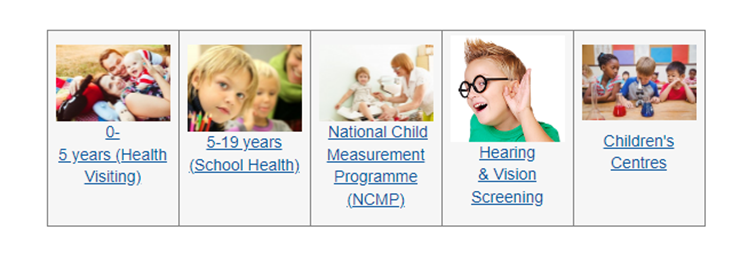 0-
5 years (Health
Visiting)
5-19 years
(School Health)
National Child
Measurement
Programme
(NCMP)
Hearing
& Vision
Screening
Children's
Centres